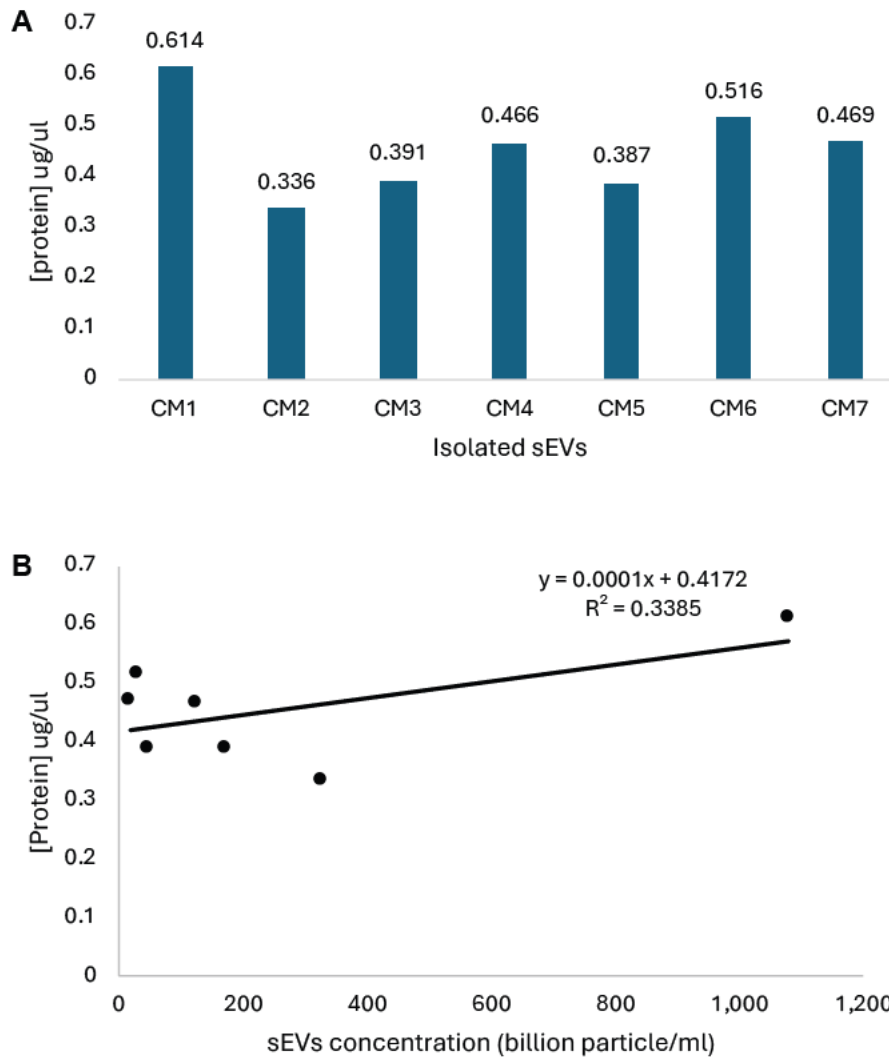 A
0.7
0.6
0.5
0.4
0.3
0.2
0.1
0
[protein] ug/ul
0.614
0.336
0.391
0.466
0.387
0.516
0.469
CM1 CM2 CM3 CM4 CM5 CM6 CM7
Isolated sEVs
B
0.7
0.6
0.5
0.4
0.3
0.2
0.1
0
[Protein] ug/ul
y = 0.0001x + 0.4172
R² = 0.3385
0 200 400 600 800 1,000 1,200
sEVs concentration (billion particle/ml)